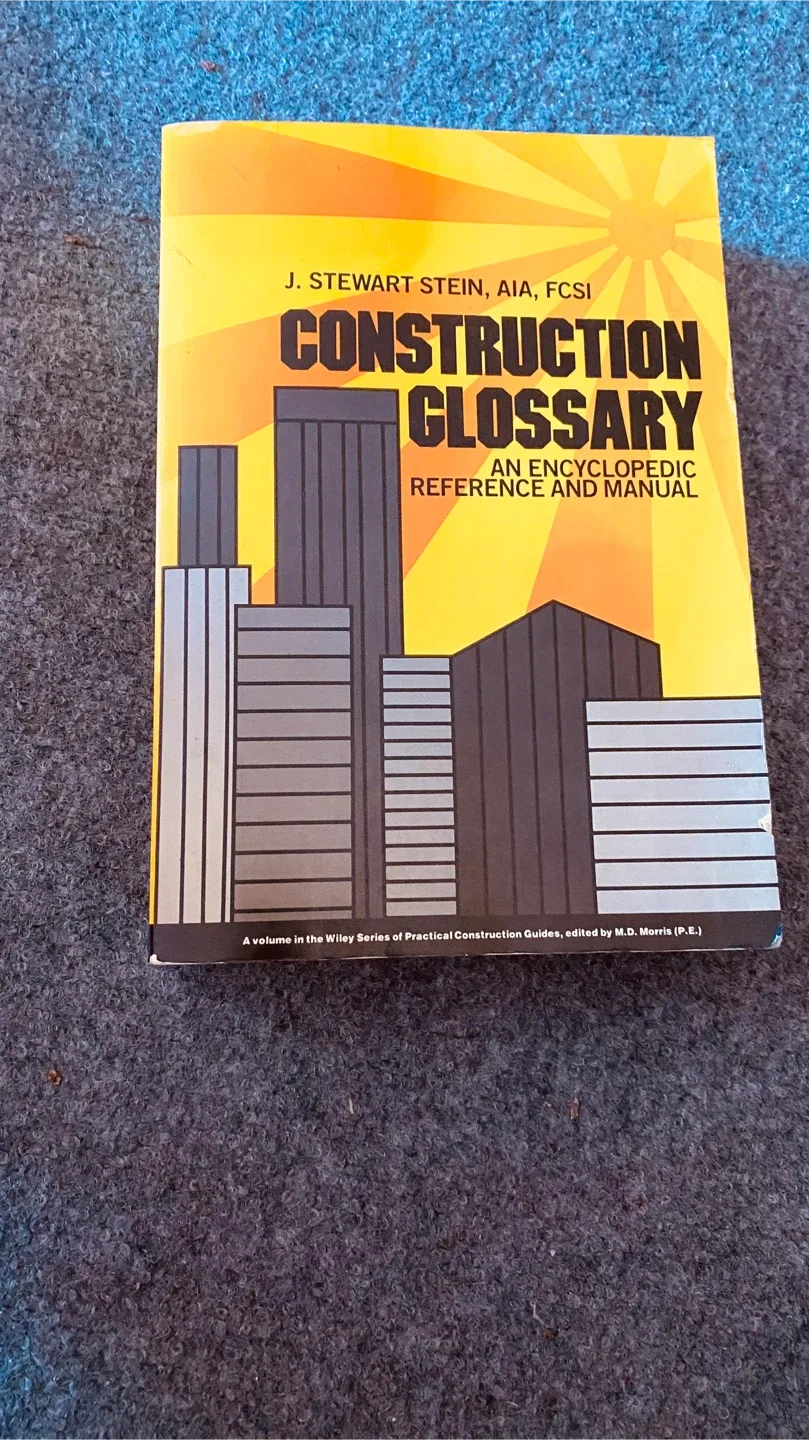 J. STEWART STEIN, AIA, FCSI
CONSTRUCTION
GLOSSARY
AN ENCYCLOPEDIC
REFERENCE AND MANUAL
A volume in the Wiley Series of Practical Construction Guides, edited by M.D. Morris (P.E.)